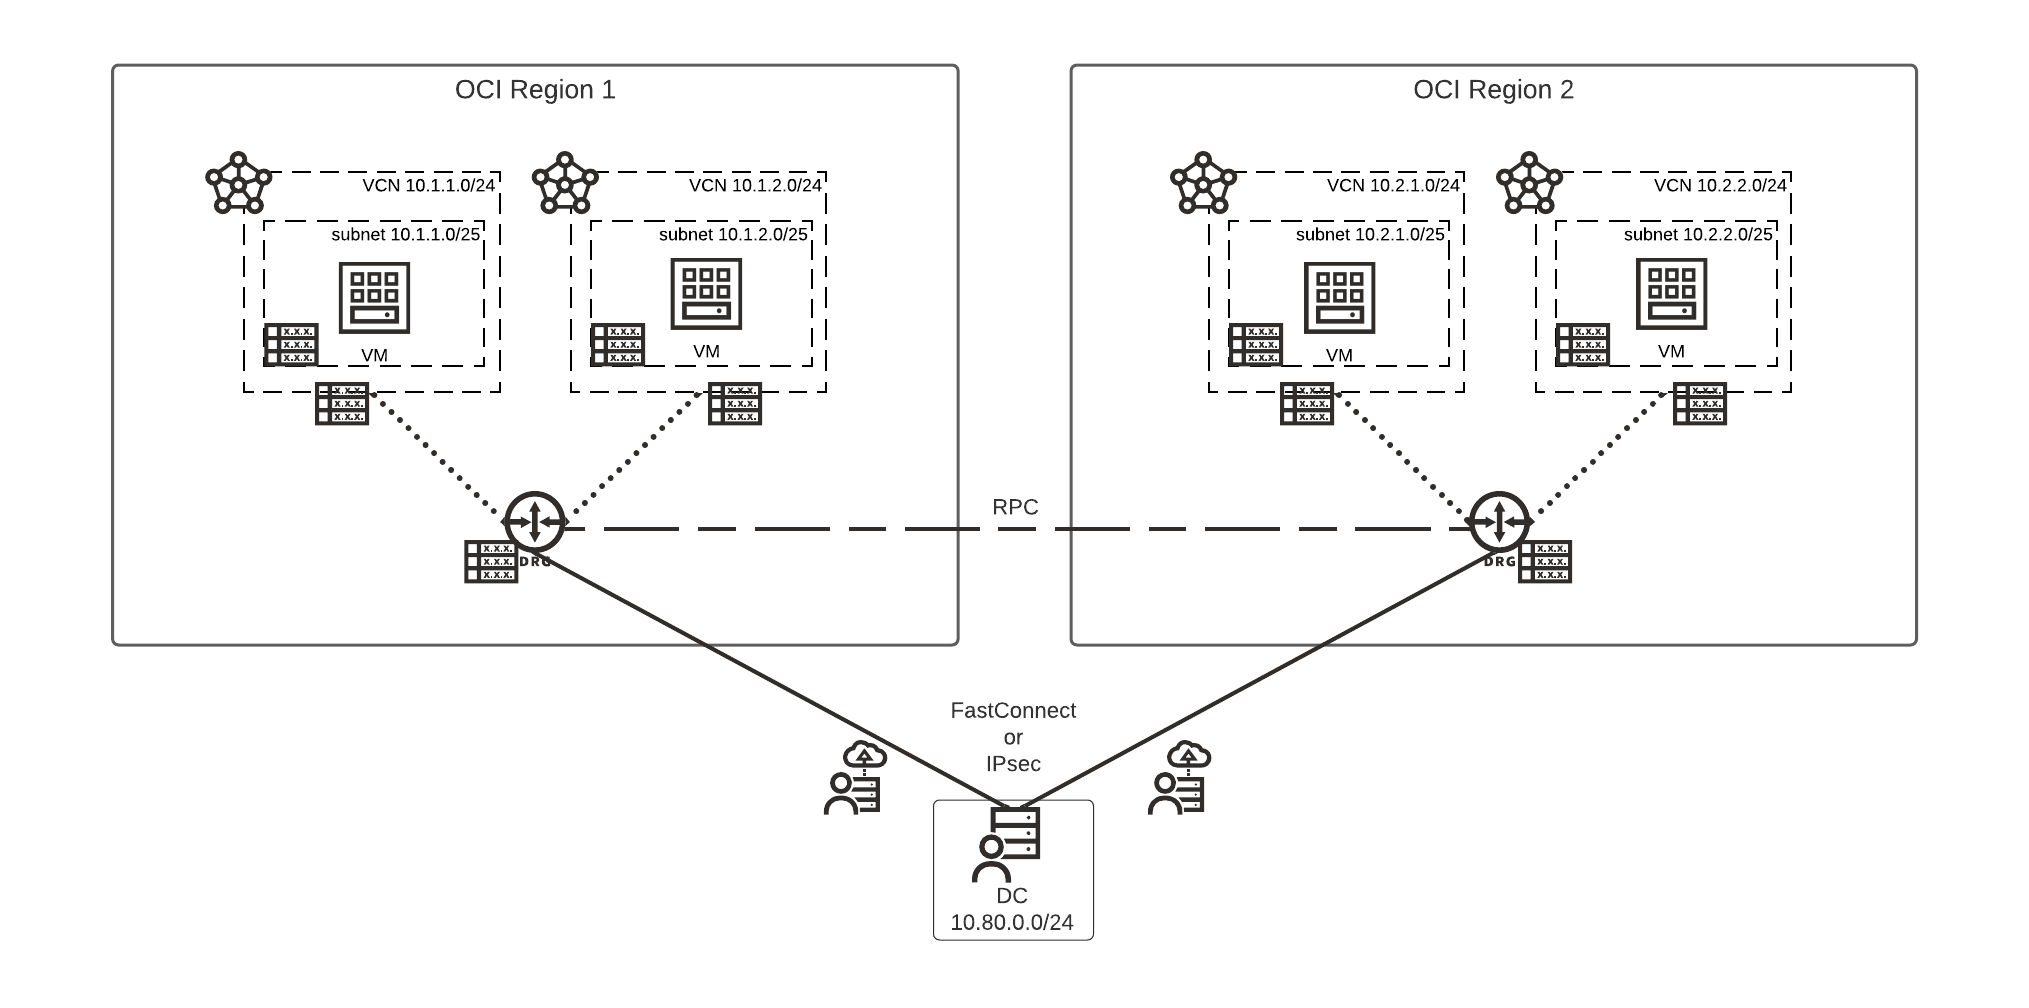 OCI Region 1
OCI Region 2
VCN 10.1.1.0/24
VCN 10.1.2.0/24
VCN 10.2.1.0/24
VCN 10.2.2.0/24
subnet 10.1.1.0/25
subnet 10.1.2.0/25
subnet 10.2.1.0/25
subnet 10.2.2.0/25
x.x.x.
x.x.x.
x.x.x.
VM
x.x.x.
x.x.x.
x.x.x.
VM
x.x.x.
x.x.x.
x.x.x.
VM
x.x.x.
x.x.x.
x.x.x.
VM
x.x.x.
x.x.x.
x.x.x.
x.x.x.
x.x.x.
x.x.x.
x.x.x.
x.x.x.
x.x.x.
x.x.x.
x.x.x.
x.x.x.
RPC
x.x.x.
x.x.x.
x.x.x.
DRG
DRG
x.x.x.
x.x.x.
x.x.x.
FastConnect
or
IPsec
DC
10.80.0.0/24